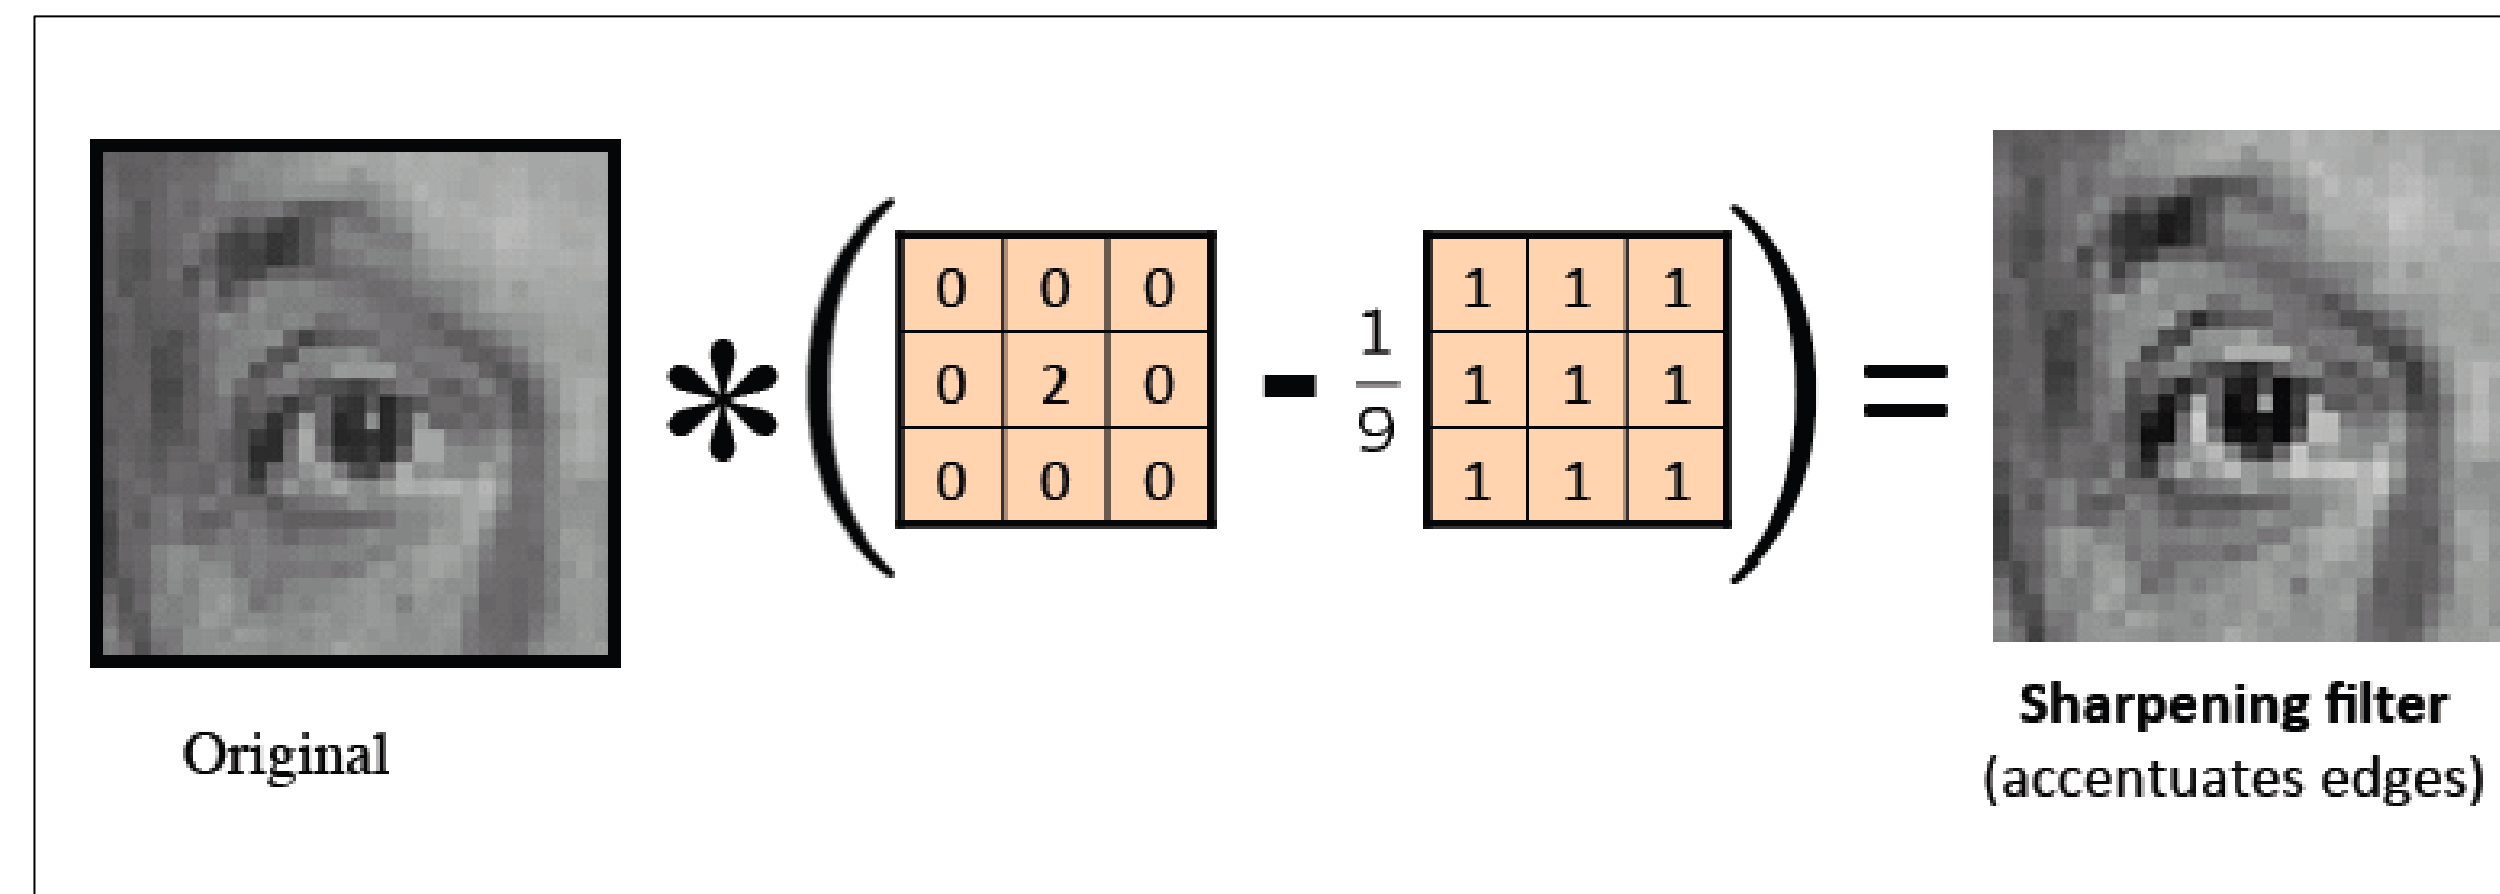 Original
*
(
0 0 0
0 2 0
0 0 0
-
1
9
1 1 1
1 1 1
1 1 1
)
=
Sharpening filter
(accentuates edges)